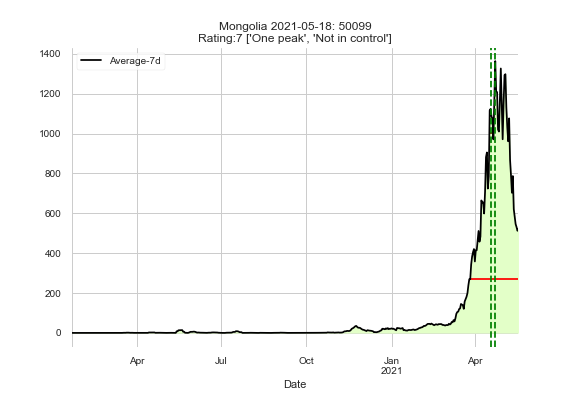 Mongolia 2021-05-18: 50099
Rating:7 ['One peak', 'Not in control']
Average-7d
1400
1200
1000
800
600
400
200
0
Apr
Jul
Oct
Jan
2021
Apr
Date